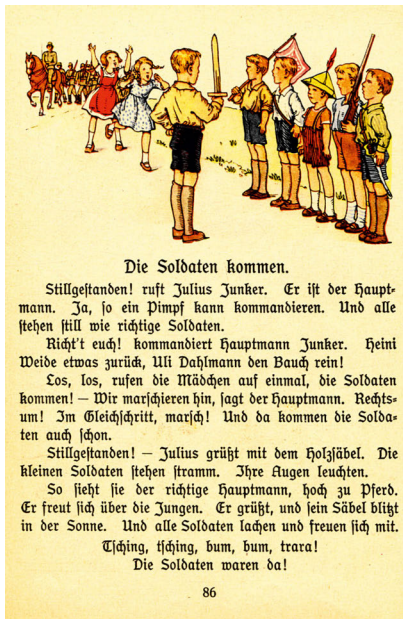 Die Soldaten kommen.
Stillgestanden! ruft Julius Junker. Er ist der Haupt-
mann. Ja, so ein Pimpf kann kommandieren. Und alle
stehen still wie richtige Soldaten.
Richt't euch! kommandiert Hauptmann Junker. Heini
Weide etwas zurück, Uli Dahlmann den Bauch rein!
Los, los, rufen die Mädchen auf einmal, die Soldaten
kommen! — Wir marschieren hin, sagt der Hauptmann. Rechts-
um! Im Gleichschritt, marsch! Und da kommen die Solda-
ten auch schon.
Stillgestanden! — Julius grüßt mit dem Holzsäbel. Die
kleinen Soldaten stehen stramm. Ihre Augen leuchten.
So sieht sie der richtige Hauptmann, hoch zu Pferd.
Er freut sich über die Jungen. Er grüßt, und sein Säbel blitzt
in der Sonne. Und alle Soldaten lachen und freuen sich mit.
Tsching, tsching, bum, bum, trara!
Die Soldaten waren da!
86